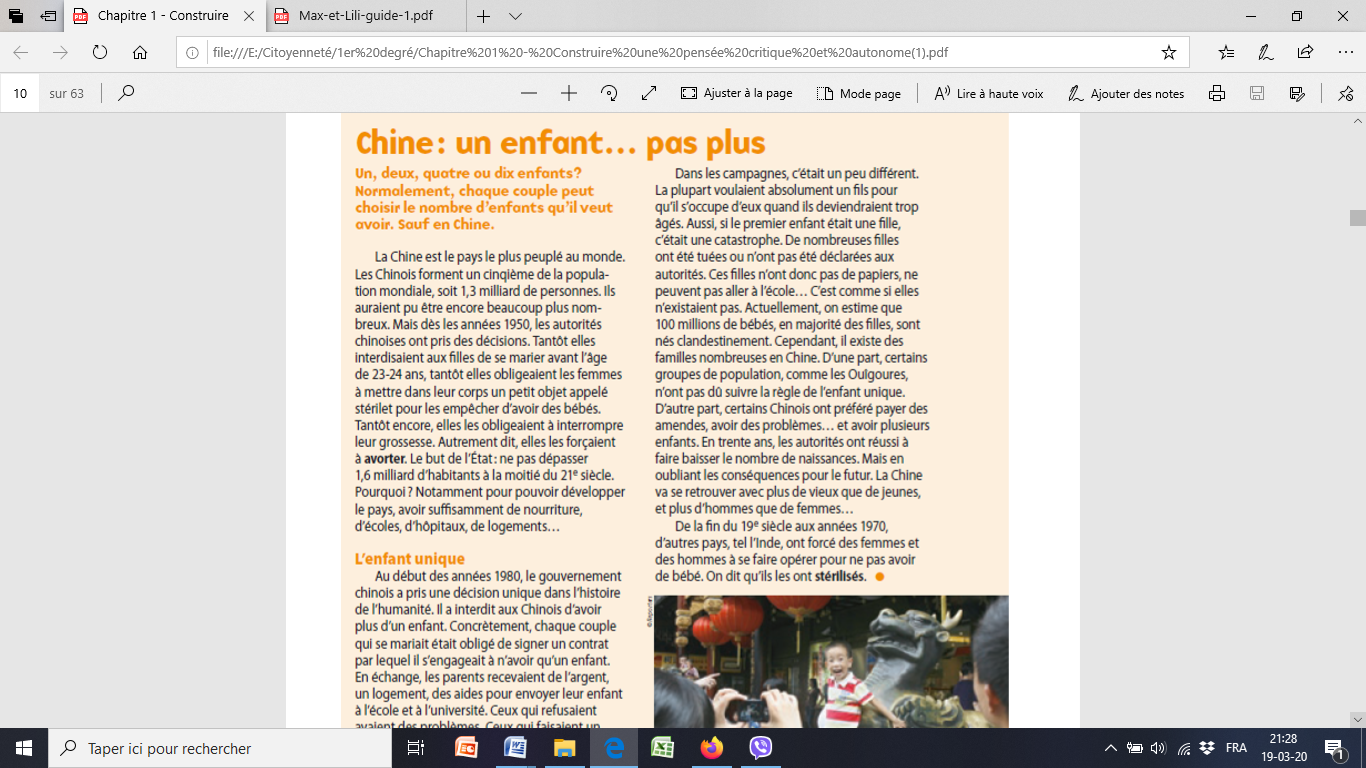 Chapitre 1 - Construire
Max-et-Lili-guide-1.pdf
file:///E:/Citoyenneté/1er%20degré/Chapitre%201%20-%20Construire%20une%20pensée%20critique%20et%20autonome(1).pdf
10 sur 63
Ajuster à la page
Mode page
Lire à haute voix
Ajouter des notes
Chine : un enfant... pas plus
Un, deux, quatre ou dix enfants ?
Normalement, chaque couple peut
choisir le nombre d'enfants qu'il veut
avoir. Sauf en Chine.
La Chine est le pays le plus peuplé au monde.
Les Chinois forment un cinqième de la popula-
tion mondiale, soit 1,3 milliard de personnes. Ils
auraient pu être encore beaucoup plus nom-
breux. Mais dès les années 1950, les autorités
chinoises ont pris des décisions. Tantôt elles
interdisaient aux filles de se marier avant l'âge
de 23-24 ans, tantôt elles obligeaient les femmes
à mettre dans leur corps un petit objet appelé
stérilet pour les empêcher d'avoir des bébés.
Tantôt encore, elles les obligeaient à interrompre
leur grossesse. Autrement dit, elles les forçaient
à avorter. Le but de l'État : ne pas dépasser
1,6 milliard d'habitants à la moitié du 21e siècle.
Pourquoi ? Notamment pour pouvoir développer
le pays, avoir suffisamment de nourriture,
d'écoles, d'hôpitaux, de logements...
L'enfant unique
Au début des années 1980, le gouvernement
chinois a pris une décision unique dans l'histoire
de l'humanité. Il a interdit aux Chinois d'avoir
plus d'un enfant. Concrètement, chaque couple
qui se mariait était obligé de signer un contrat
par lequel il s'engageait à n'avoir qu'un enfant.
En échange, les parents recevaient de l'argent,
un logement, des aides pour envoyer leur enfant
à l'école et à l'université. Ceux qui refusaient
avaient des problèmes. Ceux qui faisaient un
Dans les campagnes, c'était un peu différent.
La plupart voulaient absolument un fils pour
qu'il s'occupe d'eux quand ils deviendraient trop
âgés. Aussi, si le premier enfant était une fille,
c'était une catastrophe. De nombreuses filles
ont été tuées ou n'ont pas été déclarées aux
autorités. Ces filles n'ont donc pas de papiers, ne
peuvent pas aller à l'école... C'est comme si elles
n'existaient pas. Actuellement, on estime que
100 millions de bébés, en majorité des filles, sont
nés clandestinement. Cependant, il existe des
familles nombreuses en Chine. D'une part, certains
groupes de population, comme les Ouïgoures,
n'ont pas dû suivre la règle de l'enfant unique.
D'autre part, certains Chinois ont préféré payer des
amendes, avoir des problèmes... et avoir plusieurs
enfants. En trente ans, les autorités ont réussi à
faire baisser le nombre de naissances. Mais en
oubliant les conséquences pour le futur. La Chine
va se retrouver avec plus de vieux que de jeunes,
et plus d'hommes que de femmes...
De la fin du 19e siècle aux années 1970,
d'autres pays, tel l'Inde, ont forcé des femmes et
des hommes à se faire opérer pour ne pas avoir
de bébé. On dit qu'ils les ont stérilisés.
Taper ici pour rechercher
FRA
21:28
19-03-20
1